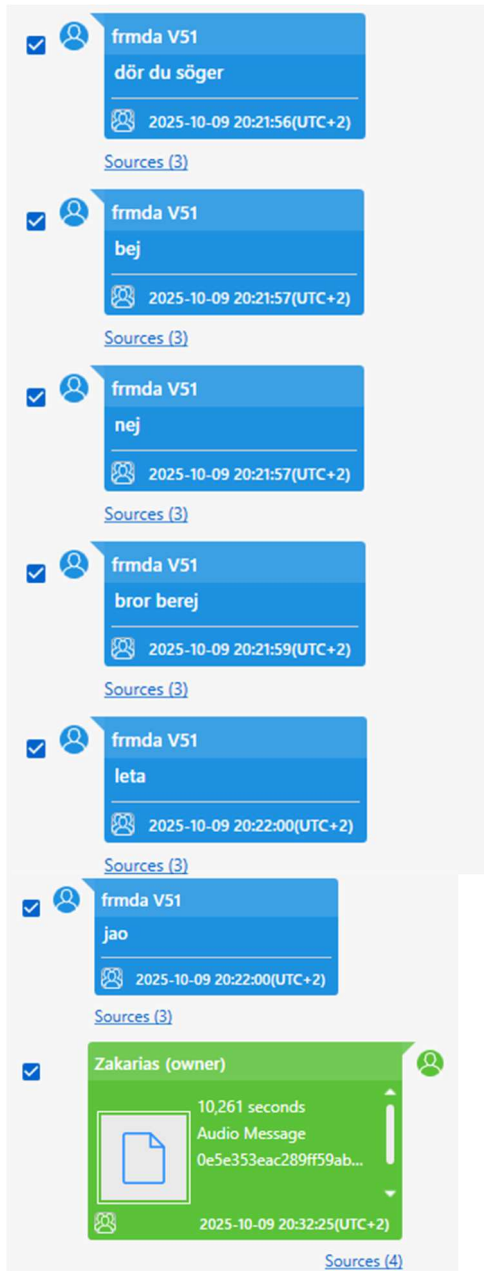 frmda V51
dör du söger
2025-10-09 20:21:56(UTC+2)
Sources (3)
frmda V51
bej
2025-10-09 20:21:57(UTC+2)
Sources (3)
frmda V51
nej
2025-10-09 20:21:57(UTC+2)
Sources (3)
frmda V51
bror berej
2025-10-09 20:21:59(UTC+2)
Sources (3)
frmda V51
leta
2025-10-09 20:22:00(UTC+2)
Sources (3)
frmda V51
jao
2025-10-09 20:22:00(UTC+2)
Sources (3)
Zakarias (owner)
10,261 seconds
Audio Message
0e5e353eac289ff59ab...
2025-10-09 20:32:25(UTC+2)
Sources (4)